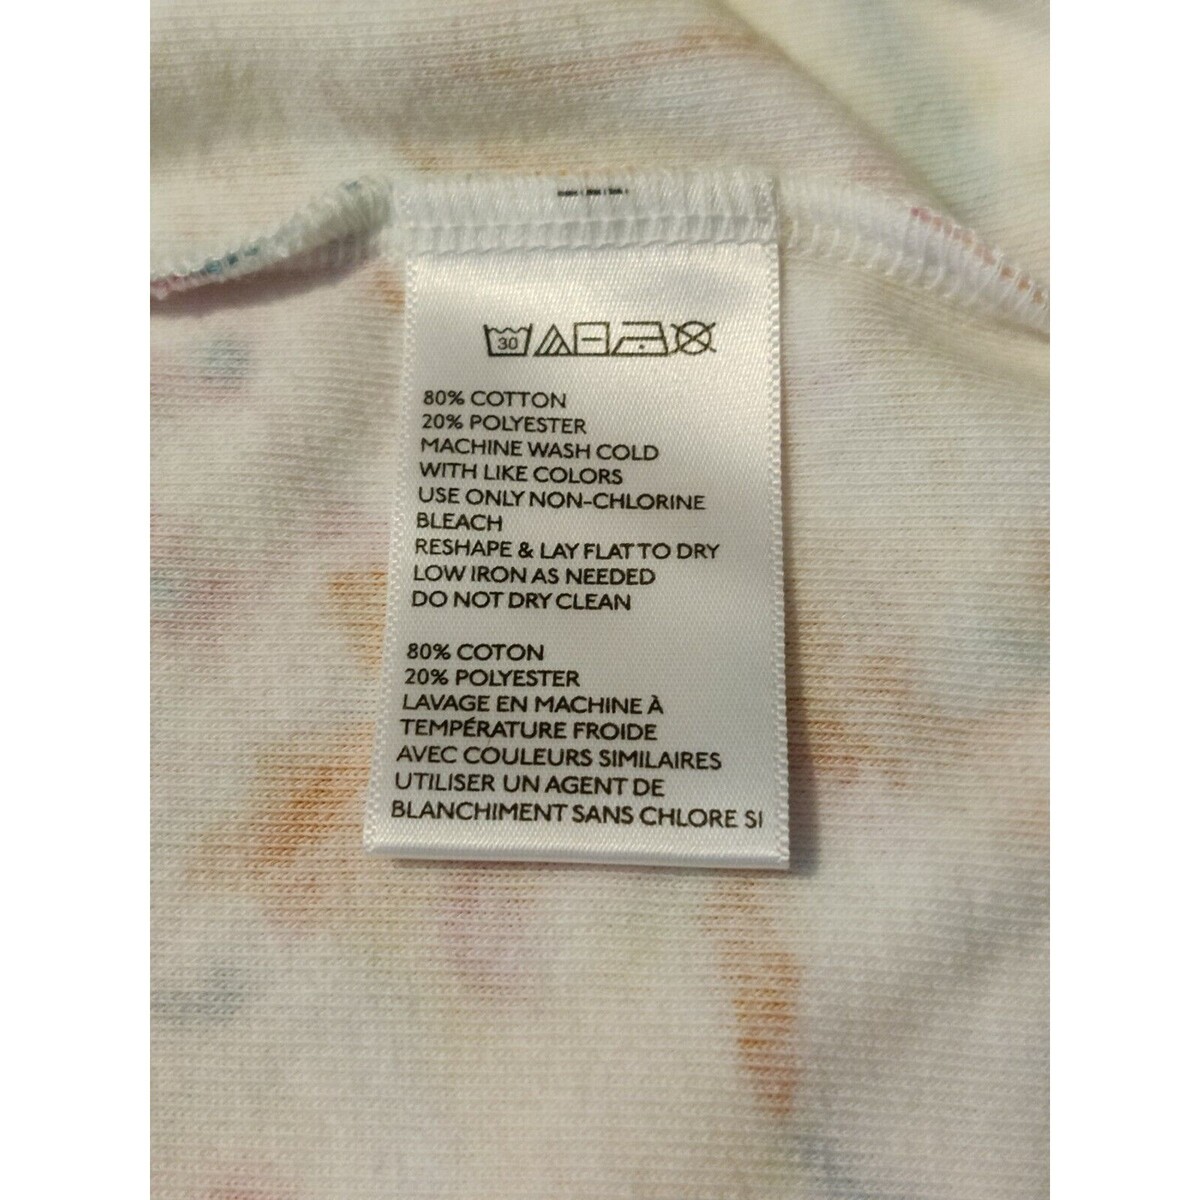 30
80% COTTON
20% POLYESTER
MACHINE WASH COLD
WITH LIKE COLORS
USE ONLY NON-CHLORINE
BLEACH
RESHAPE & LAY FLAT TO DRY
LOW IRON AS NEEDED
DO NOT DRY CLEAN
80% COTON
20% POLYESTER
LAVAGE EN MACHINE À
TEMPÉRATURE FROIDE
AVEC COULEURS SIMILAIRES
UTILISER UN AGENT DE
BLANCHIMENT SANS CHLORE SI